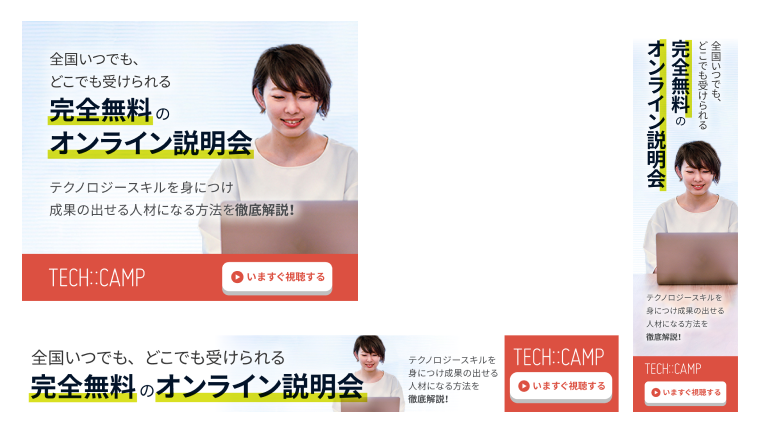 全国いつでも、
どこでも受けられる
完全無料の
オンライン説明会
テクノロジースキルを身につけ
成果の出せる人材になる方法を徹底解説!
TECH::CAMP
いますぐ視聴する
全国いつでも、どこでも受けられる
完全無料のオンライン説明会
テクノロジースキルを
身につけ成果の出せる
人材になる方法を
徹底解説!
TECH::CAMP
いますぐ視聴する
全国いつでも、
どこでも受けられる
完全無料の
オンライン説明会
テクノロジースキルを
身につけ成果の出せる
人材になる方法を
徹底解説!
TECH::CAMP
いますぐ視聴する